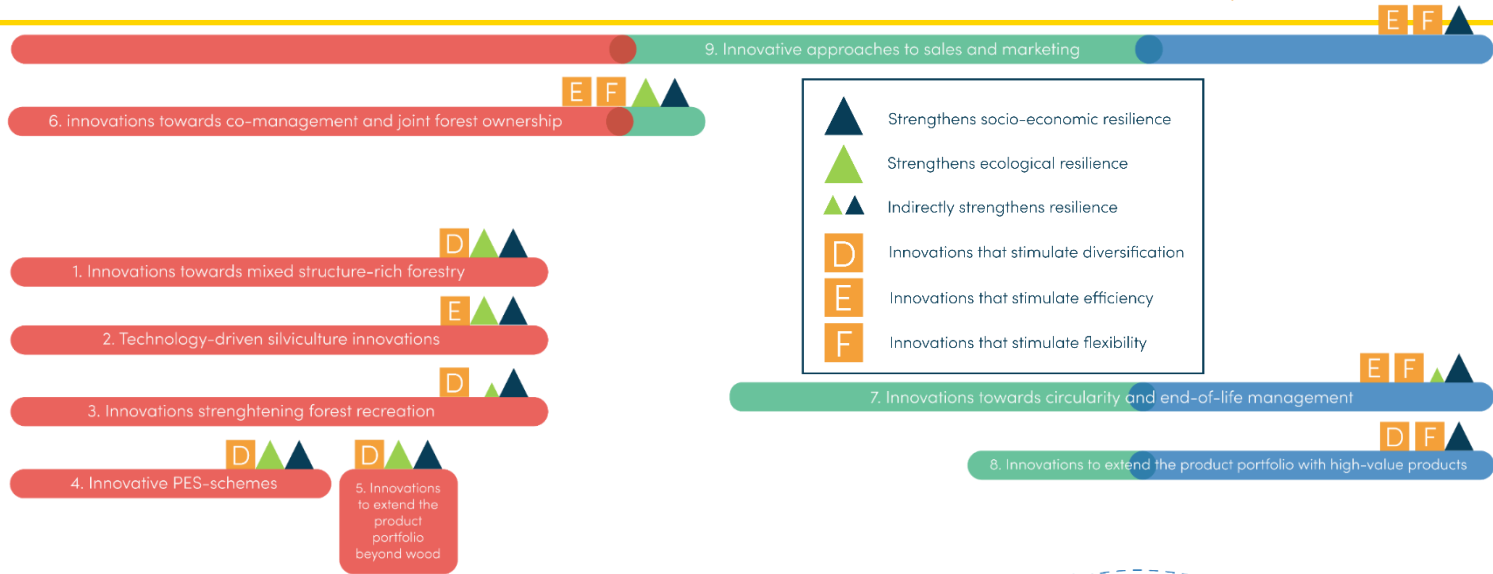 E F
9. Innovative approaches to sales and marketing
E F
6. innovations towards co-management and joint forest ownership
Strengthens socio-economic resilience
Strengthens ecological resilience
Indirectly strengthens resilience
D Innovations that stimulate diversification
E Innovations that stimulate efficiency
F Innovations that stimulate flexibility
D
1. Innovations towards mixed structure-rich forestry
E
2. Technology-driven silviculture innovations
D
3. Innovations strenghtening forest recreation
D
4. Innovative PES-schemes
D
5. Innovations
to extend the
product
portfolio
beyond wood
E F
7. Innovations towards circularity and end-of-life management
D F
8. Innovations to extend the product portfolio with high-value products